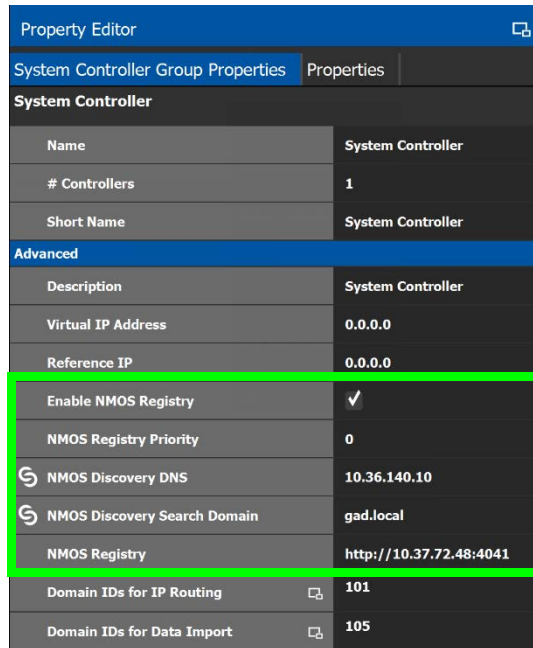 Property Editor
System Controller Group Properties Properties
System Controller
Name System Controller
# Controllers 1
Short Name System Controller
Advanced
Description System Controller
Virtual IP Address 0.0.0.0
Reference IP 0.0.0.0
Enable NMOS Registry
NMOS Registry Priority 0
NMOS Discovery DNS 10.36.140.10
NMOS Discovery Search Domain gad.local
NMOS Registry http://10.37.72.48:4041
Domain IDs for IP Routing 101
Domain IDs for Data Import 105